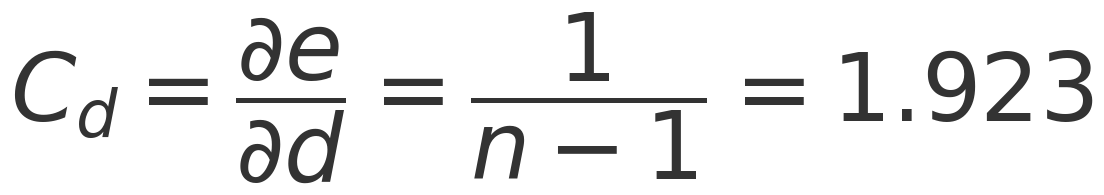 C_d = ∂e/∂d = 1/(n − 1) = 1.923